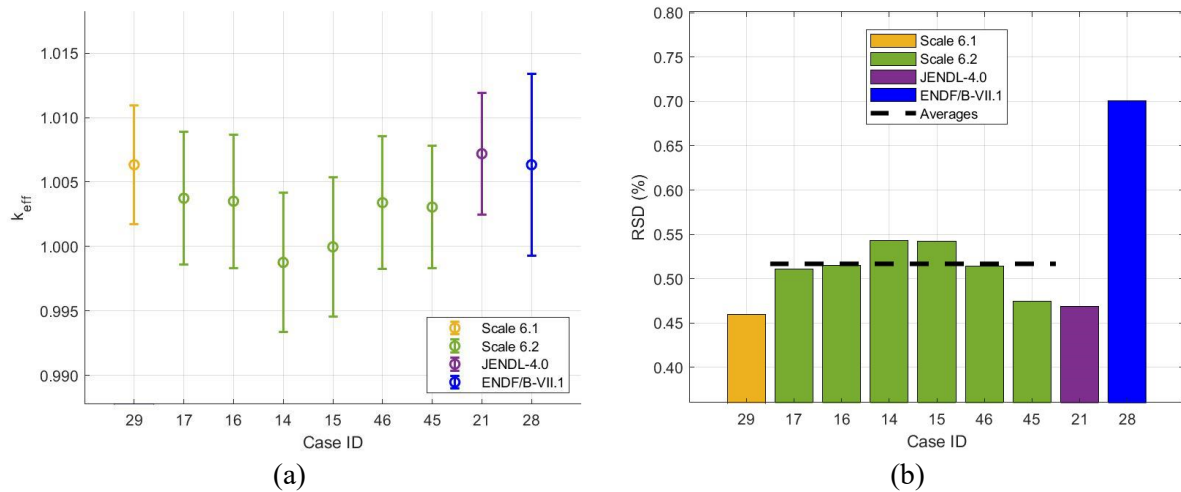 1.015
1.010
1.005
1.000
0.995
0.990
k_eff
29 17 16 14 15 46 45 21 28
Case ID
Scale 6.1
Scale 6.2
JENDL-4.0
ENDF/B-VII.1
(a)
0.80
0.75
0.70
0.65
0.60
0.55
0.50
0.45
0.40
RSD (%)
Scale 6.1
Scale 6.2
JENDL-4.0
ENDF/B-VII.1
Averages
29 17 16 14 15 46 45 21 28
Case ID
(b)